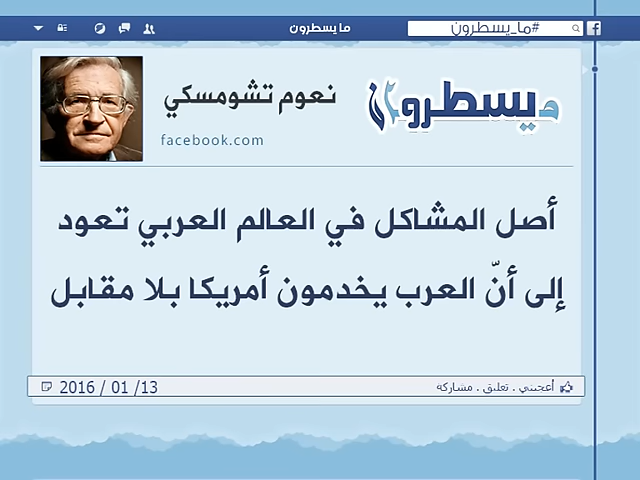 ما يسطرون
#ما_يسطرون
f
ما يسطرون
نعوم تشومسكي
facebook.com
أصل المشاكل في العالم العربي تعود
إلى أنّ العرب يخدمون أمريكا بلا مقابل
أعجبني . تعليق . مشاركه
2016 / 01 /13